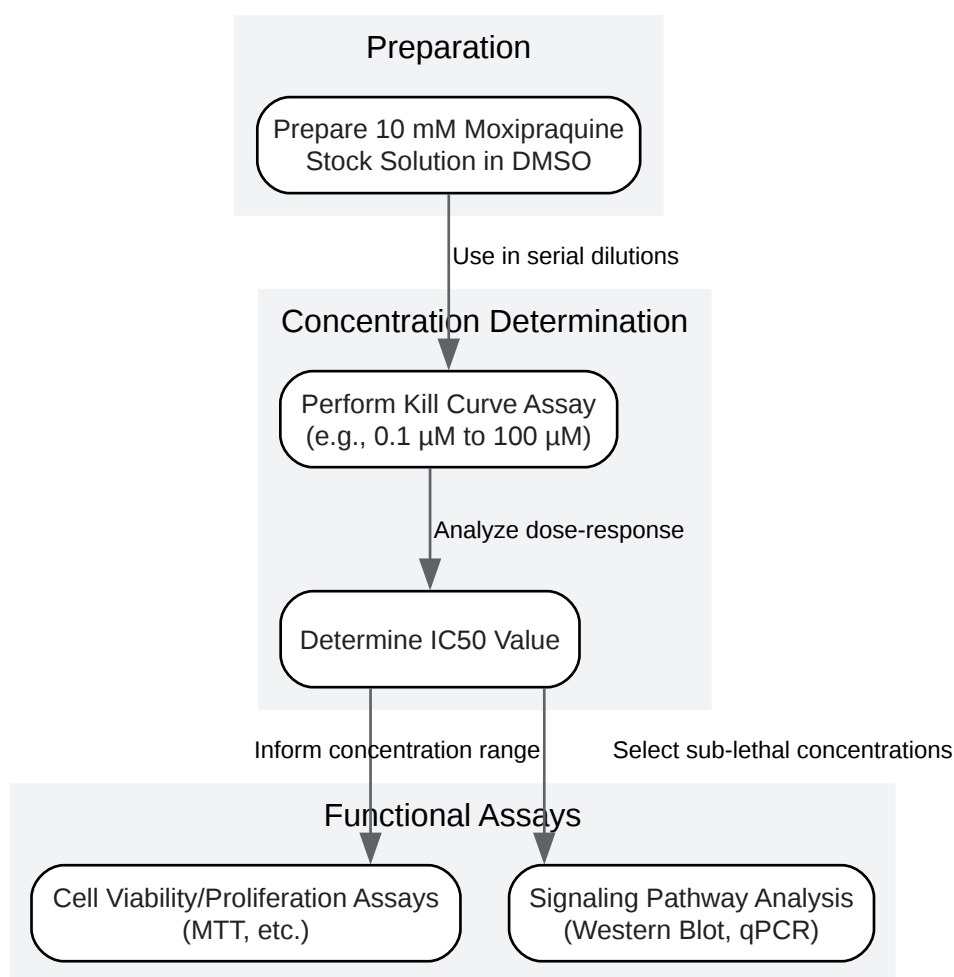 Preparation
Prepare 10 mM Moxipraquine
Stock Solution in DMSO
Use in serial dilutions
Concentration Determination
Perform Kill Curve Assay
(e.g., 0.1 µM to 100 µM)
Analyze dose-response
Determine IC50 Value
Inform concentration range
Select sub-lethal concentrations
Functional Assays
Cell Viability/Proliferation Assays
(MTT, etc.)
Signaling Pathway Analysis
(Western Blot, qPCR)